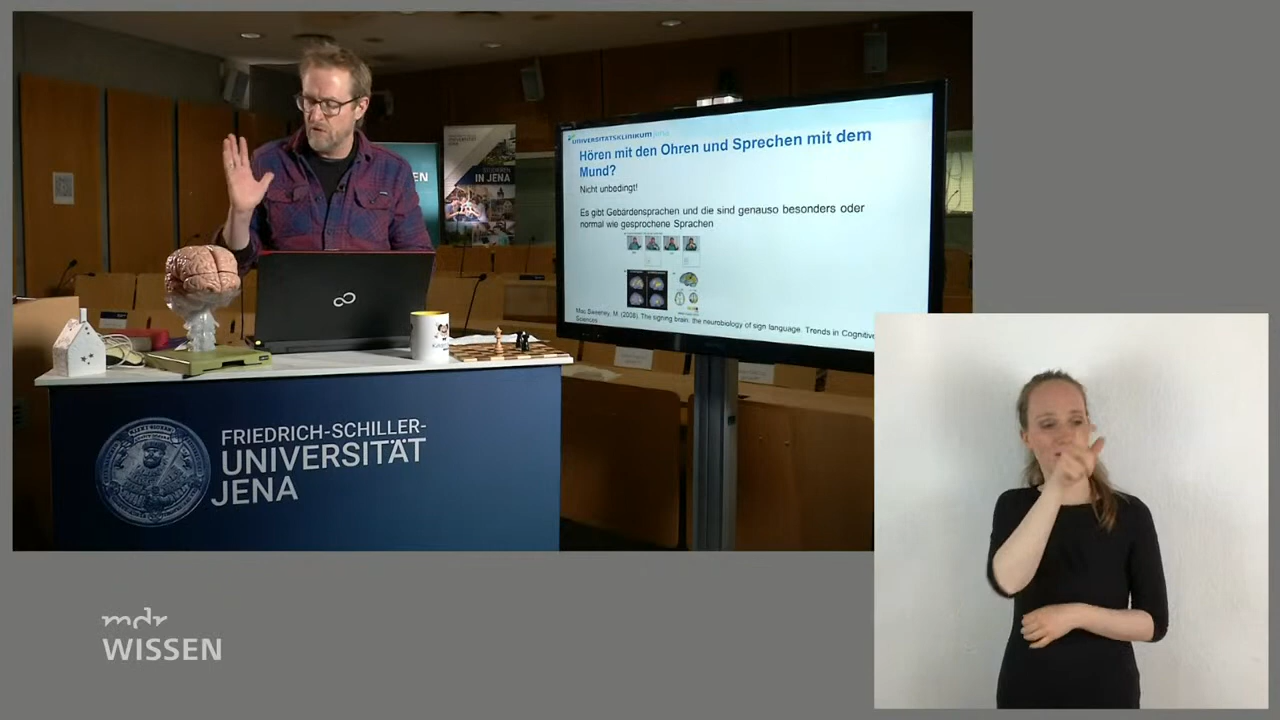 UNIVERSITÄTSKLINIKUM jena
Hören mit den Ohren und Sprechen mit dem
Mund?
Nicht unbedingt!
Es gibt Gebärdensprachen und die sind genauso besonders oder
normal wie gesprochene Sprachen
Mac Sweeney, M. (2008). The signing brain: the neurobiology of sign language. Trends in Cognitive
Sciences
STUDIEREN
IN JENA
EN
FRIEDRICH-SCHILLER-
UNIVERSITÄT
JENA
mdr
WISSEN